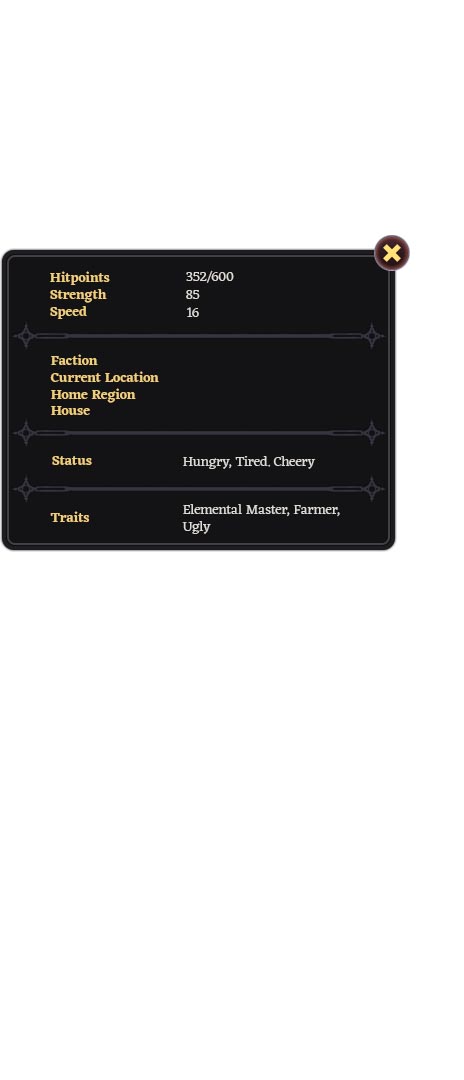 Hitpoints 352/600
Strength 85
Speed 16
Faction
Current Location
Home Region
House
Status Hungry, Tired, Cheery
Traits Elemental Master, Farmer,
Ugly